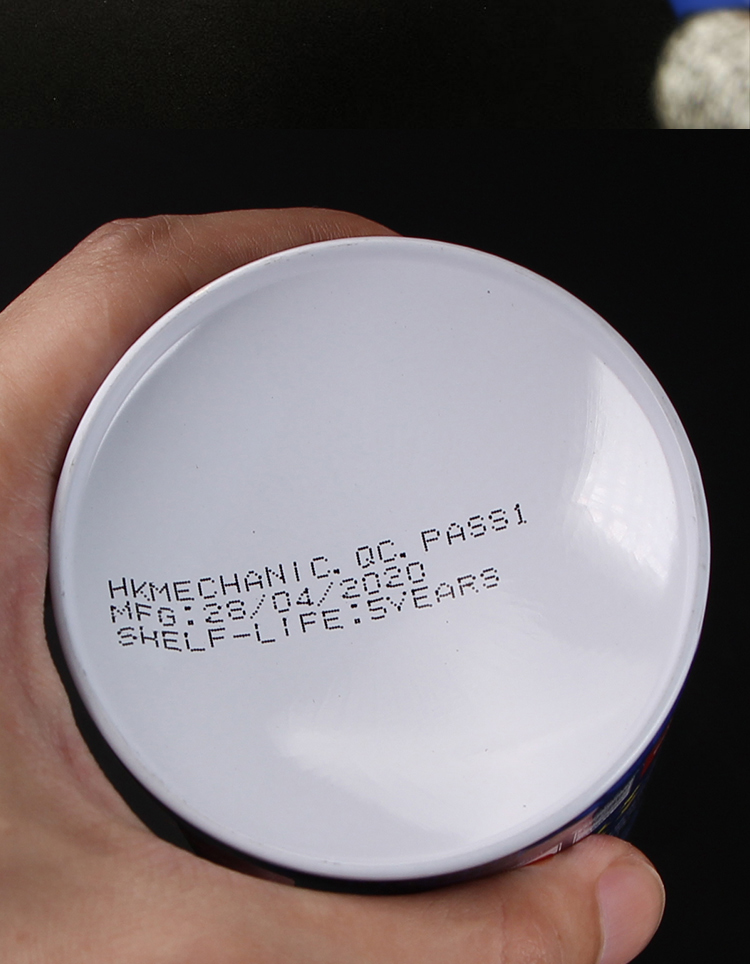 HKMECHANIC. QC. PASS1
MFG:28/04/2020
SHELF-LIFE:5YEARS